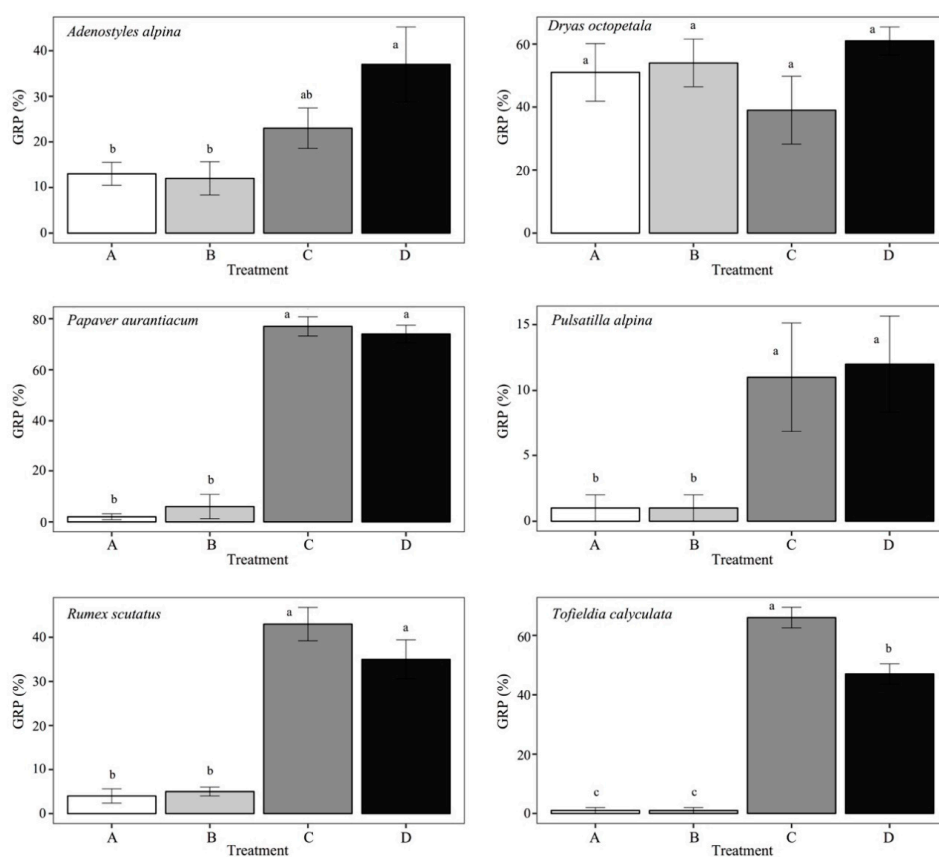 Adenostyles alpina
GRP (%)
40
30
20
10
0
b
b
ab
a
A
B
C
D
Treatment
Dryas octopetala
GRP (%)
60
40
20
0
a
a
a
a
A
B
C
D
Treatment
Papaver aurantiacum
GRP (%)
80
60
40
20
0
b
b
a
a
A
B
C
D
Treatment
Pulsatilla alpina
GRP (%)
15
10
5
0
b
b
a
a
A
B
C
D
Treatment
Rumex scutatus
GRP (%)
40
30
20
10
0
b
b
a
a
A
B
C
D
Treatment
Tofieldia calyculata
GRP (%)
60
40
20
0
c
c
a
b
A
B
C
D
Treatment